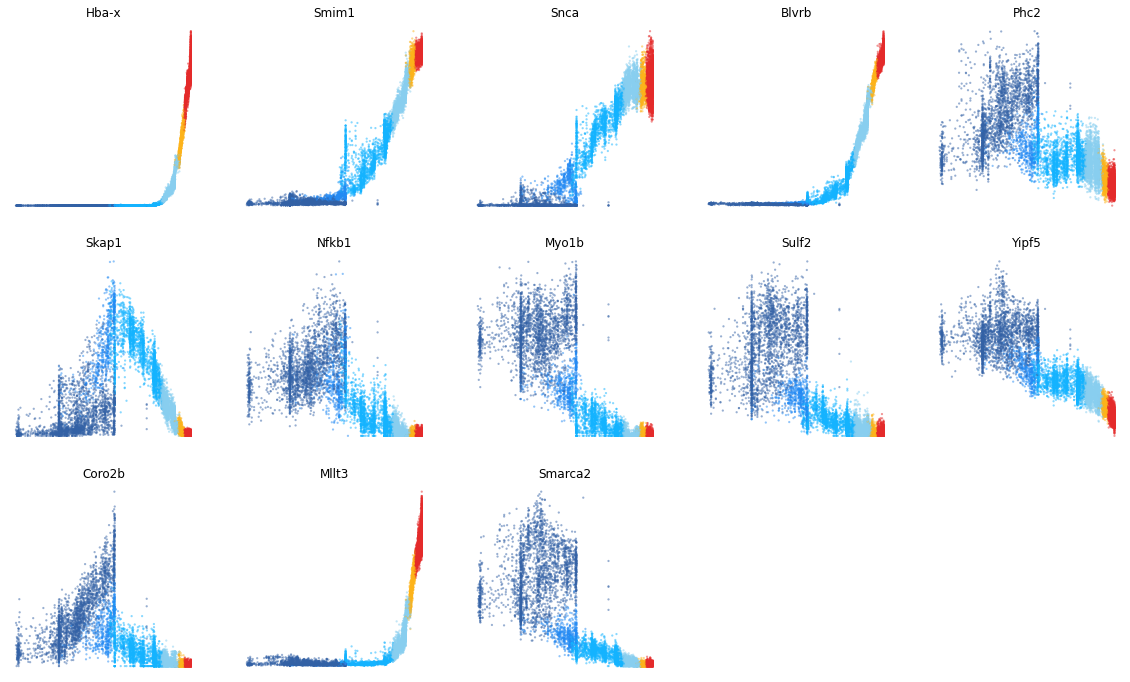 Hba-x
Smim1
Snca
Blvrb
Phc2
Skap1
Nfkb1
Myo1b
Sulf2
Yipf5
Coro2b
Mllt3
Smarca2